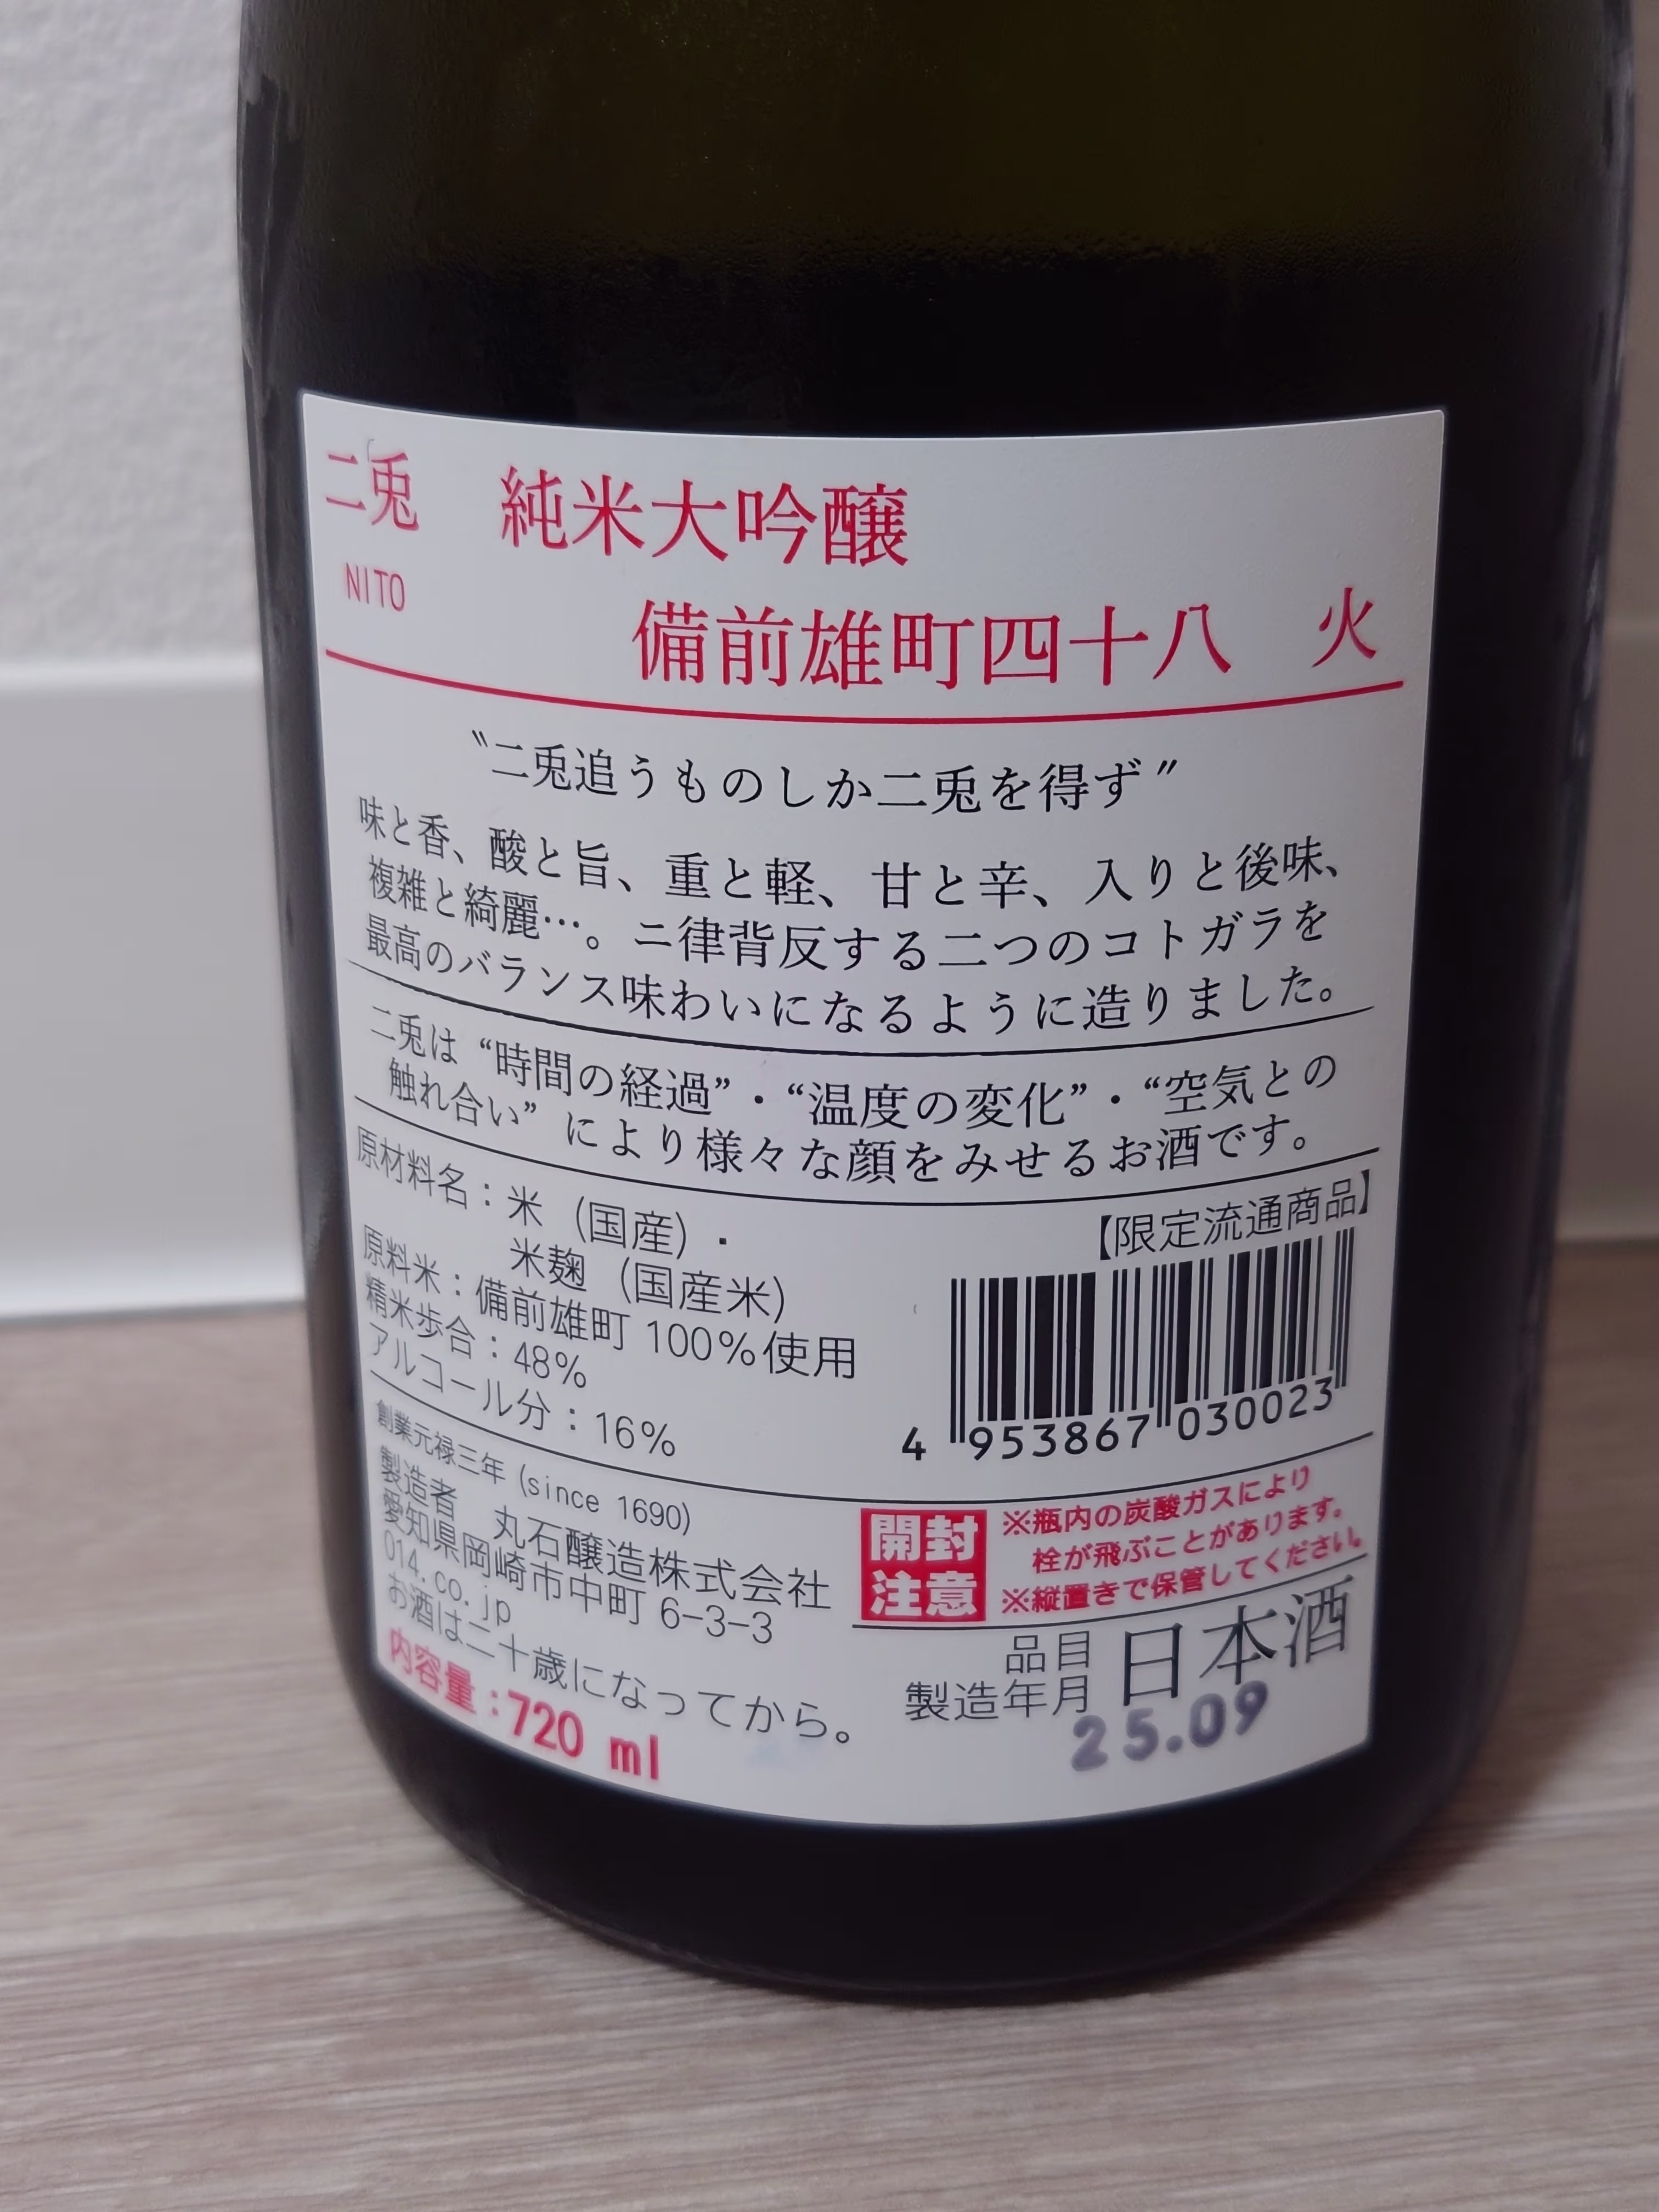 二兎 純米大吟醸
NITO 備前雄町四十八 火
〝二兎追うものしか二兎を得ず〟
味と香、酸と旨、重と軽、甘と辛、入りと後味、
複雑と綺麗…。ニ律背反する二つのコトガラを
最高のバランス味わいになるように造りました。
二兎は“時間の経過”・“温度の変化”・“空気との
触れ合い”により様々な顔をみせるお酒です。
原材料名：米（国産）・
米麹（国産米）
原料米：備前雄町 100％使用
精米歩合：48％
アルコール分：16％
【限定流通商品】
4 953867 030023
創業元禄三年 (since 1690)
製造者 丸石醸造株式会社
愛知県岡崎市中町 6-3-3
014.co.jp
お酒は二十歳になってから。
内容量：720 ml
開封
注意
※瓶内の炭酸ガスにより
栓が飛ぶことがあります。
※縦置きで保管してください。
品目 日本酒
製造年月
25.09